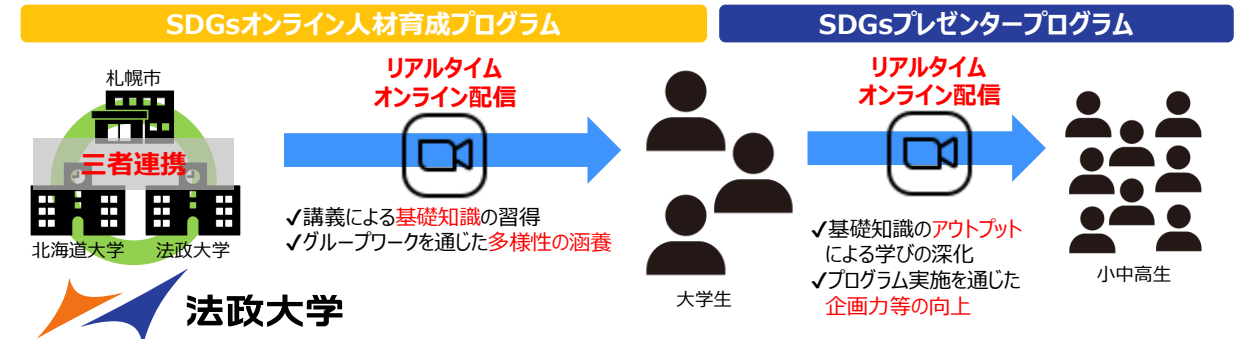 SDGsオンライン人材育成プログラム
SDGsプレゼンタープログラム
札幌市
三者連携
北海道大学
法政大学
法政大学
リアルタイム
オンライン配信
✓講義による基礎知識の習得
✓グループワークを通じた多様性の涵養
大学生
リアルタイム
オンライン配信
✓基礎知識のアウトプット
による学びの深化
✓プログラム実施を通じた
企画力等の向上
小中高生